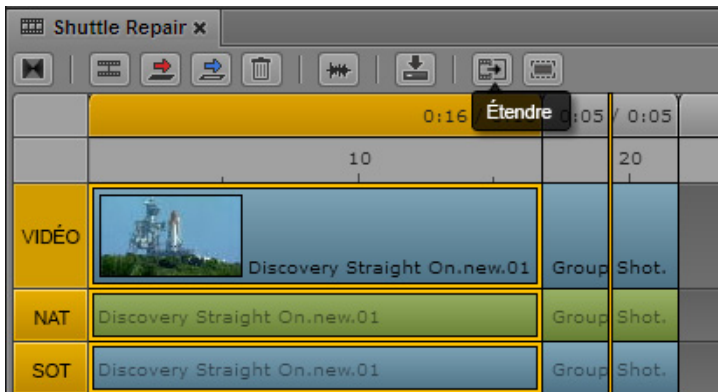 Shuttle Repair x
Étendre
0:16 / 0:05 / 0:05
10 20
VIDÉO Discovery Straight On.new.01 Group Shot.
NAT Discovery Straight On.new.01 Group Shot.
SOT Discovery Straight On.new.01 Group Shot.